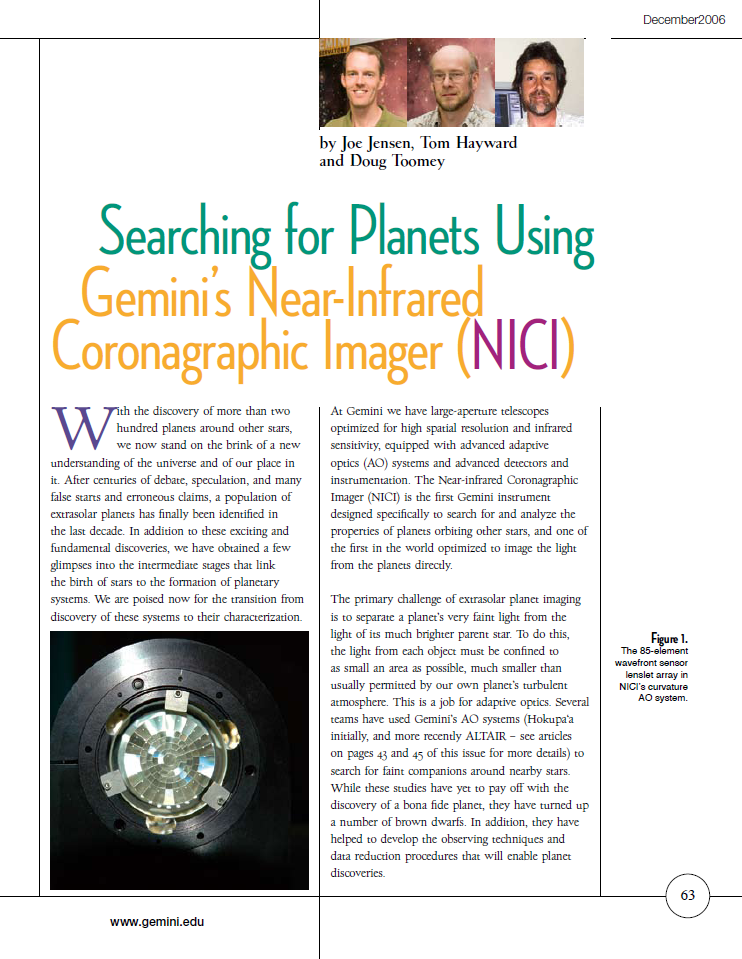 December2006
GEMINI
OBSERVATORY
by Joe Jensen, Tom Hayward
and Doug Toomey
Searching for Planets Using
Gemini's Near-Infrared
Coronagraphic Imager (NICI)
With the discovery of more than two
hundred planets around other stars,
we now stand on the brink of a new
understanding of the universe and of our place in
it. After centuries of debate, speculation, and many
false starts and erroneous claims, a population of
extrasolar planets has finally been identified in
the last decade. In addition to these exciting and
fundamental discoveries, we have obtained a few
glimpses into the intermediate stages that link
the birth of stars to the formation of planetary
systems. We are poised now for the transition from
discovery of these systems to their characterization.
At Gemini we have large-aperture telescopes
optimized for high spatial resolution and infrared
sensitivity, equipped with advanced adaptive
optics (AO) systems and advanced detectors and
instrumentation. The Near-infrared Coronagraphic
Imager (NICI) is the first Gemini instrument
designed specifically to search for and analyze the
properties of planets orbiting other stars, and one of
the first in the world optimized to image the light
from the planets directly.
The primary challenge of extrasolar planet imaging
is to separate a planet's very faint light from the
light of its much brighter parent star. To do this,
the light from each object must be confined to
as small an area as possible, much smaller than
usually permitted by our own planet's turbulent
atmosphere. This is a job for adaptive optics. Several
teams have used Gemini's AO systems (Hokupa'a
initially, and more recently ALTAIR – see articles
on pages 43 and 45 of this issue for more details) to
search for faint companions around nearby stars.
While these studies have yet to pay off with the
discovery of a bona fide planet, they have turned up
a number of brown dwarfs. In addition, they have
helped to develop the observing techniques and
data reduction procedures that will enable planet
discoveries.
Figure 1.
The 85-element
wavefront sensor
lenslet array in
NICI's curvature
AO system.
63
www.gemini.edu